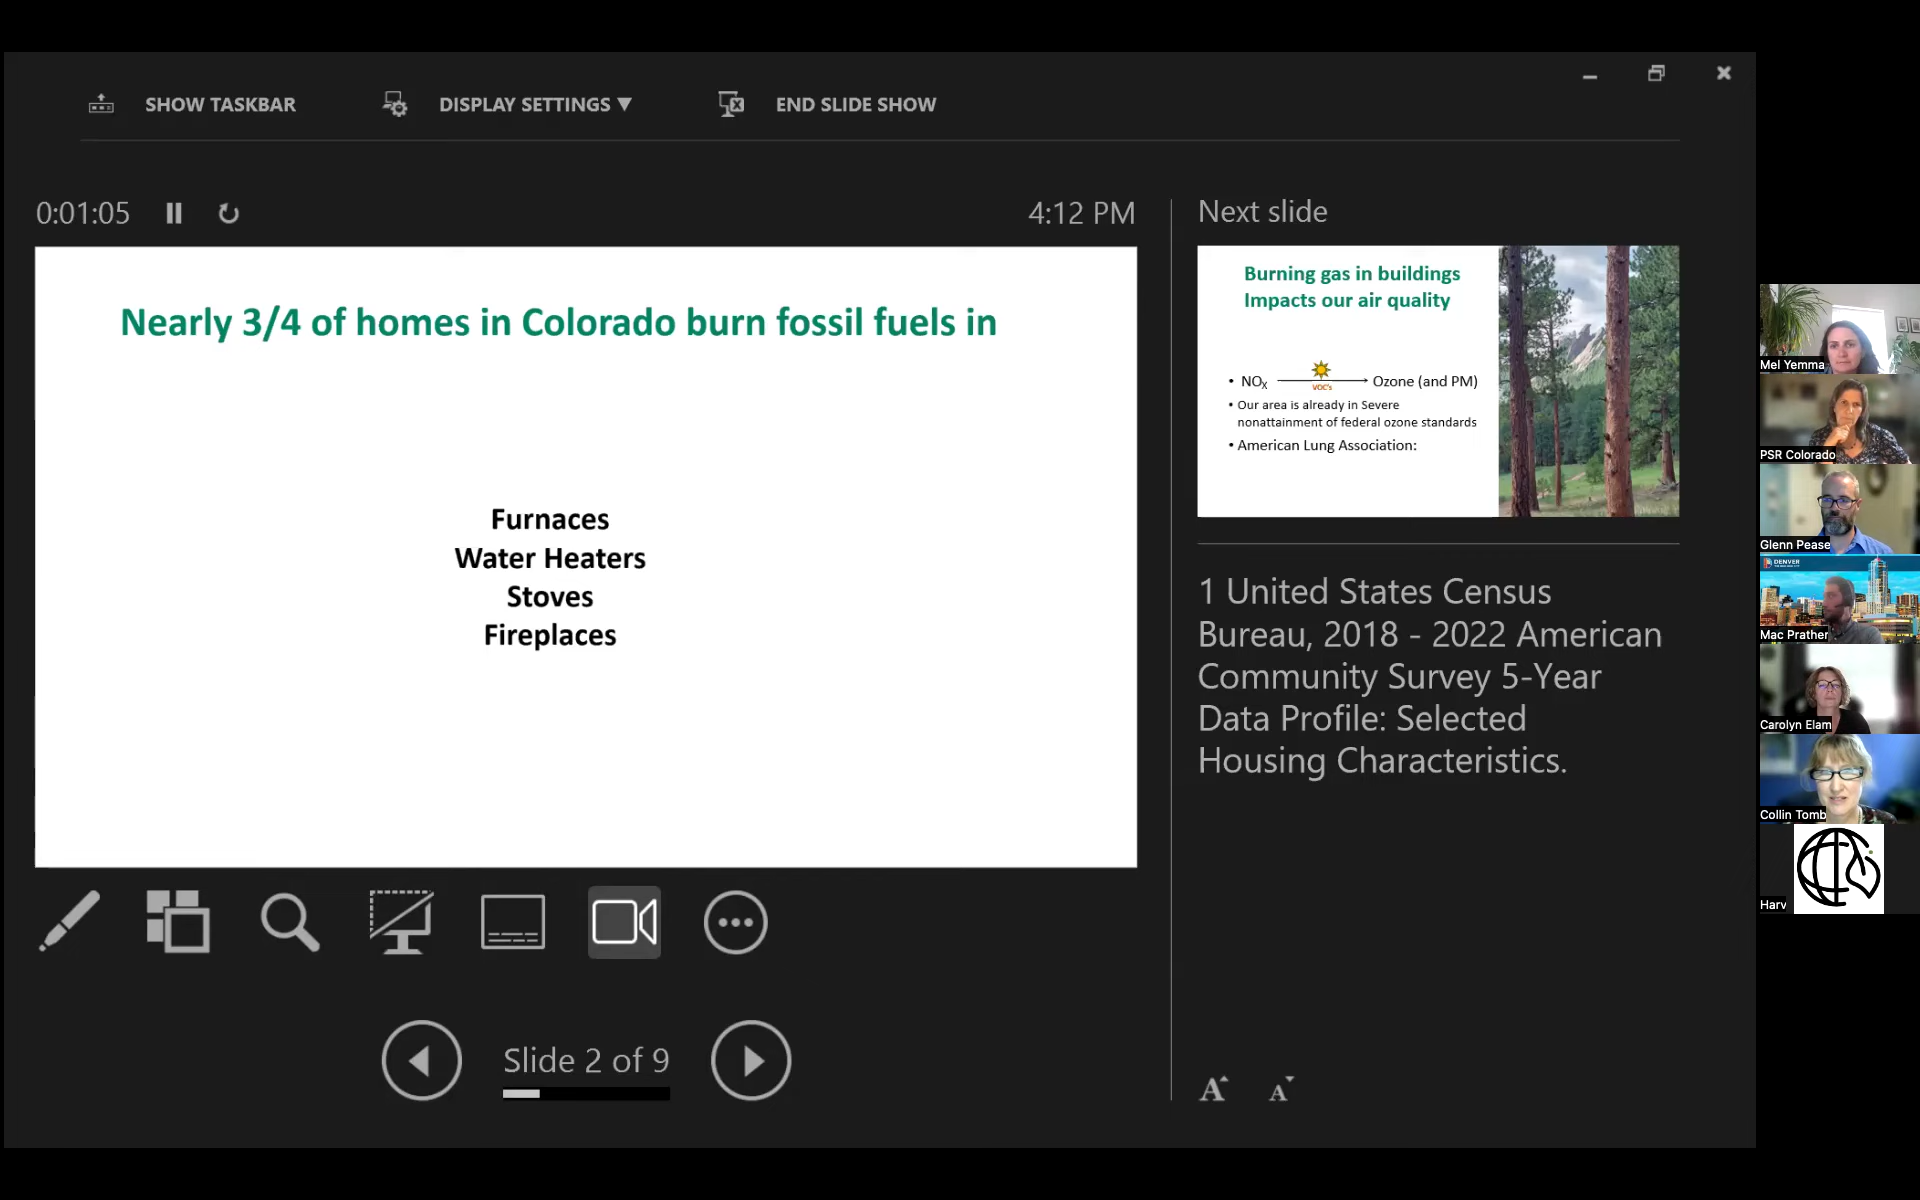 SHOW TASKBAR
DISPLAY SETTINGS ▼
END SLIDE SHOW
0:01:05
4:12 PM
Nearly 3/4 of homes in Colorado burn fossil fuels in
Furnaces
Water Heaters
Stoves
Fireplaces
Slide 2 of 9
Next slide
Burning gas in buildings
Impacts our air quality
• NOX → Ozone (and PM)
VOC's
• Our area is already in Severe
nonattainment of federal ozone standards
• American Lung Association:
1 United States Census
Bureau, 2018 - 2022 American
Community Survey 5-Year
Data Profile: Selected
Housing Characteristics.
A A
Mel Yemma
PSR Colorado
Glenn Pease
DENVER
Mac Prather
Carolyn Elam
Collin Tomb
Harv